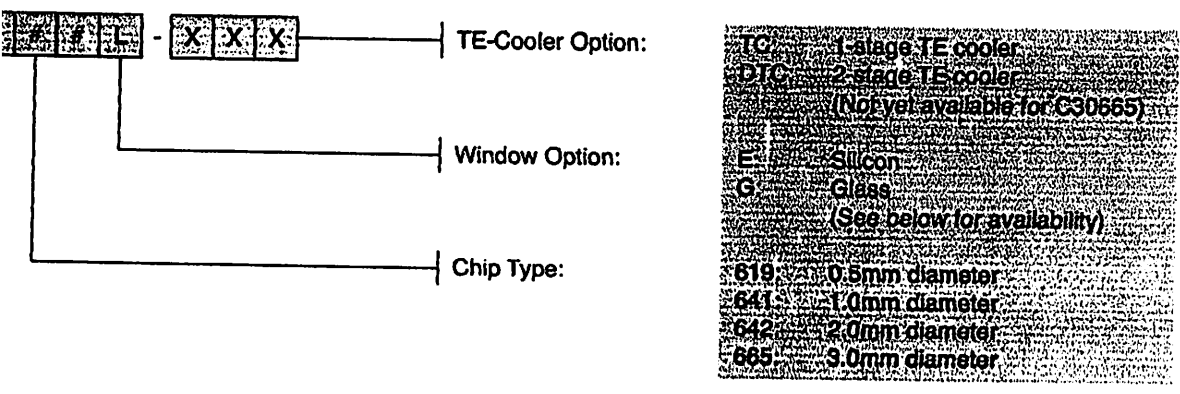 # # L - X X X
TE-Cooler Option:
TC: 1-stage TE cooler
DTC: 2-stage TE cooler
(Not yet available for C30665)
Window Option:
E: Silicon
G: Glass
(See below for availability)
Chip Type:
619: 0.5mm diameter
641: 1.0mm diameter
642: 2.0mm diameter
665: 3.0mm diameter